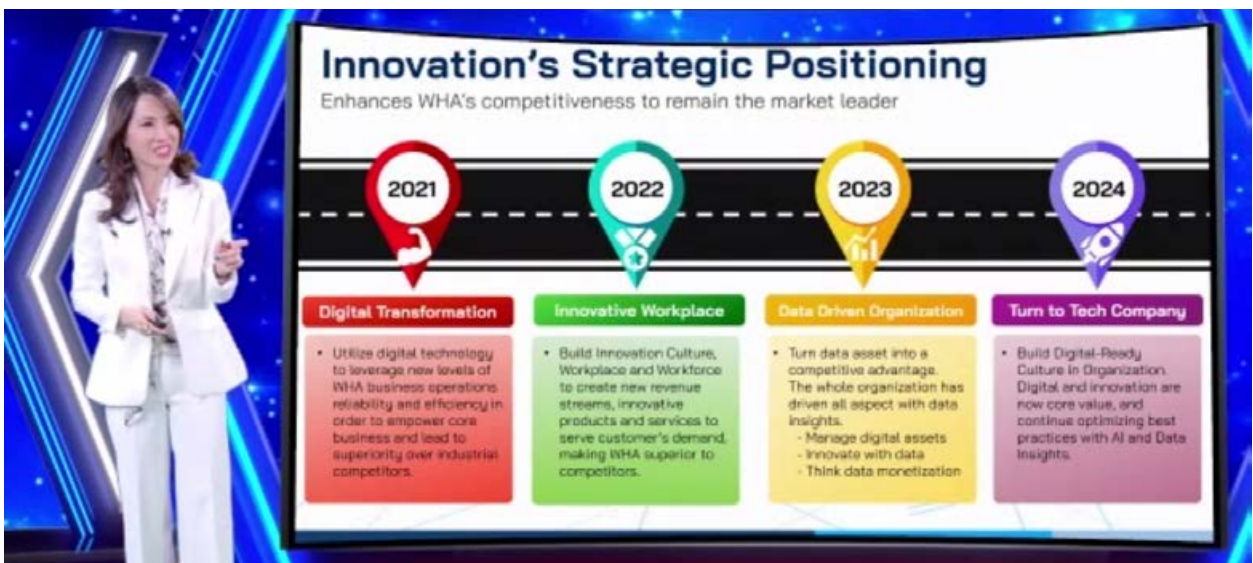 Innovation's Strategic Positioning
Enhances WHA's competitiveness to remain the market leader
2021
2022
2023
2024
Digital Transformation
• Utilize digital technology
to leverage new levels of
WHA business operations
reliability and efficiency in
order to empower core
business and lead to
superiority over industrial
competitors.
Innovative Workplace
• Build Innovation Culture,
Workplace and Workforce
to create new revenue
streams, innovative
products and services to
serve customer's demand,
making WHA superior to
competitors.
Data Driven Organization
• Turn data asset into a
competitive advantage.
The whole organization has
driven all aspect with data
insights.
- Manage digital assets
- Innovate with data
- Think data monetization
Turn to Tech Company
• Build Digital-Ready
Culture in Organization.
Digital and innovation are
now core value, and
continue optimizing best
practices with AI and Data
Insights.